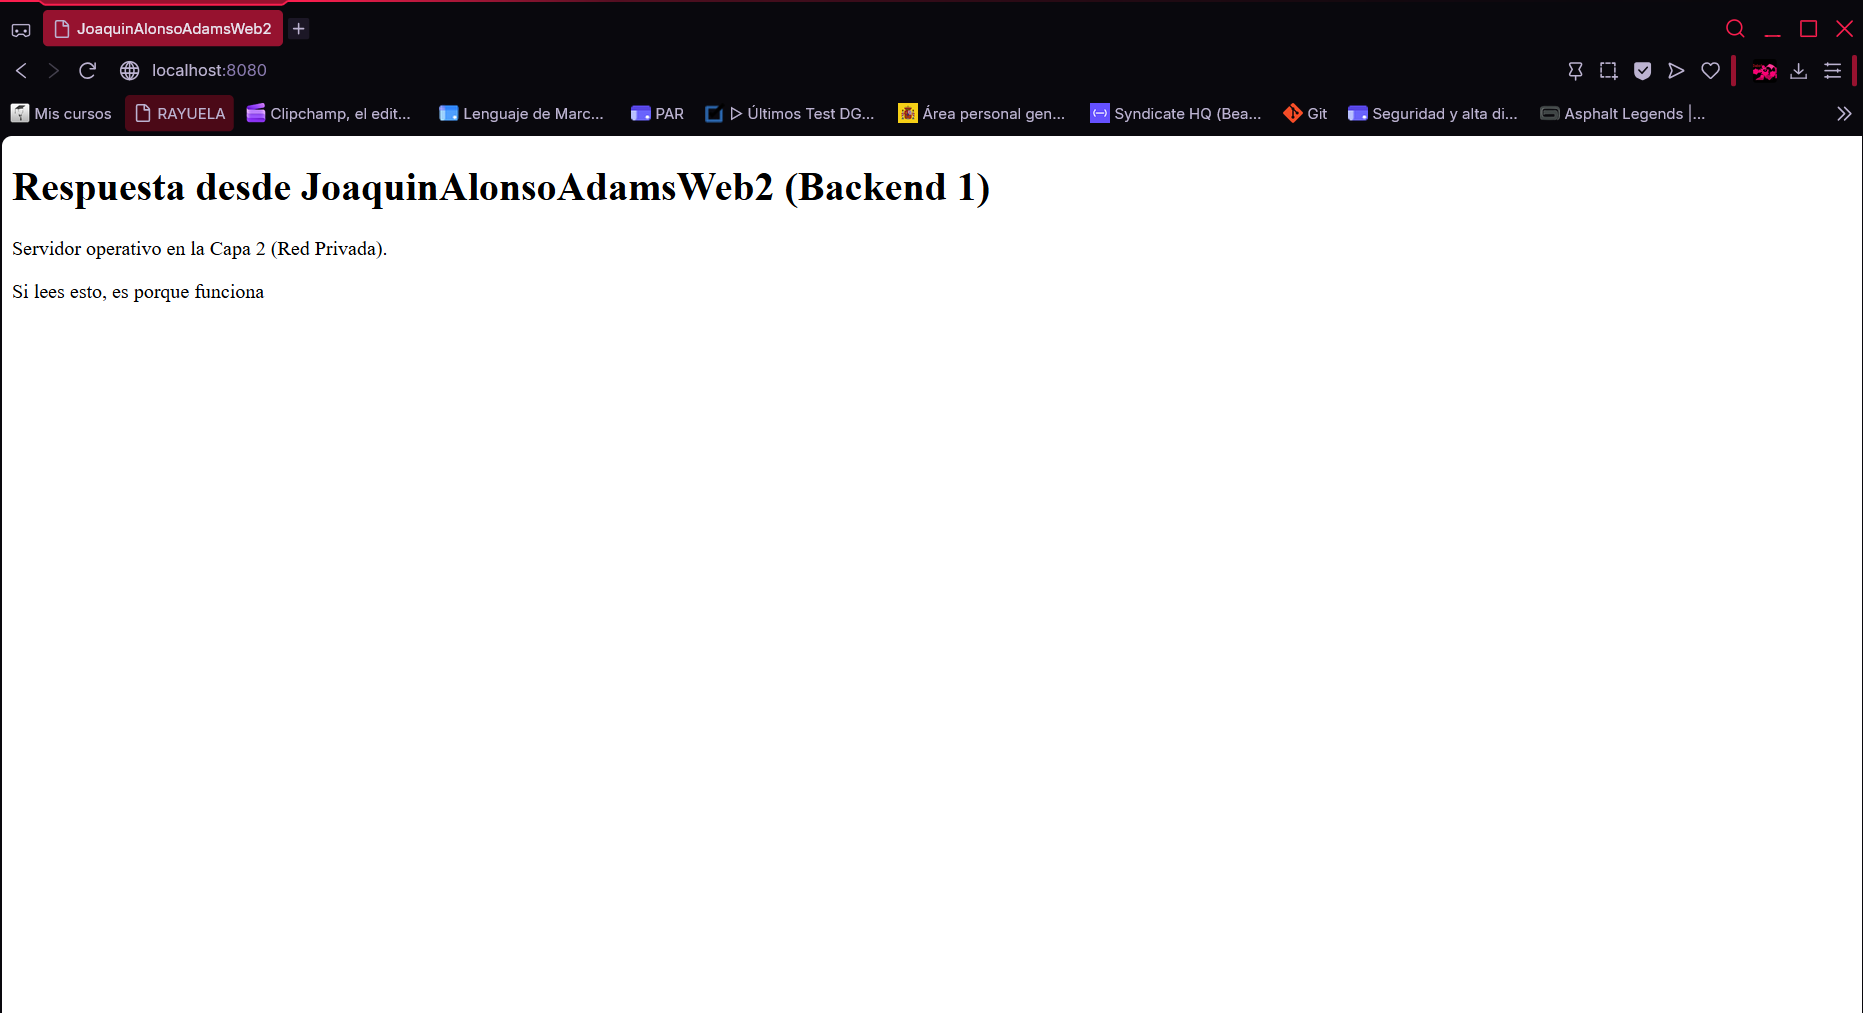 JoaquinAlonsoAdamsWeb2
localhost:8080
Mis cursos
RAYUELA
Clipchamp, el edit...
Lenguaje de Marc...
PAR
ᐅ Últimos Test DG...
Área personal gen...
Syndicate HQ (Bea...
Git
Seguridad y alta di...
Asphalt Legends |...
Respuesta desde JoaquinAlonsoAdamsWeb2 (Backend 1)
Servidor operativo en la Capa 2 (Red Privada).
Si lees esto, es porque funciona